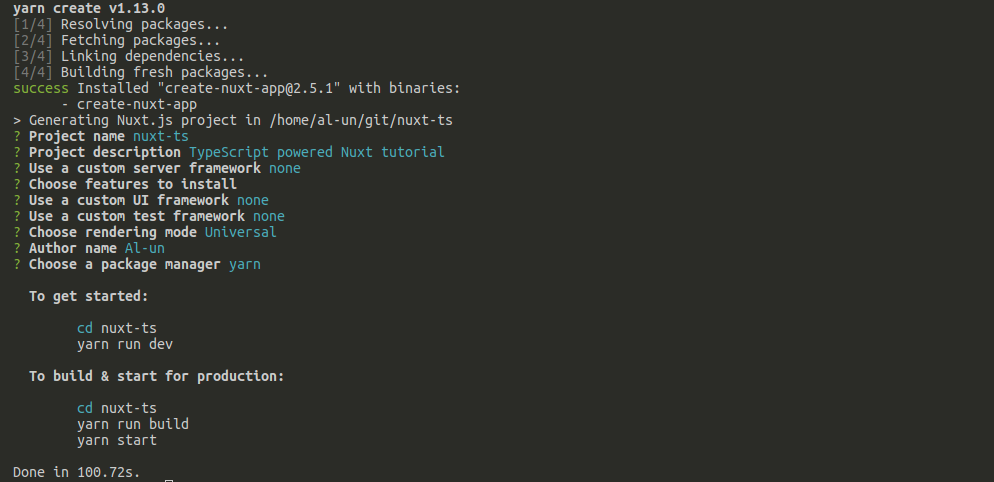 yarn create v1.13.0
[1/4] Resolving packages...
[2/4] Fetching packages...
[3/4] Linking dependencies...
[4/4] Building fresh packages...
success Installed "create-nuxt-app@2.5.1" with binaries:
- create-nuxt-app
> Generating Nuxt.js project in /home/al-un/git/nuxt-ts
? Project name nuxt-ts
? Project description TypeScript powered Nuxt tutorial
? Use a custom server framework none
? Choose features to install
? Use a custom UI framework none
? Use a custom test framework none
? Choose rendering mode Universal
? Author name Al-un
? Choose a package manager yarn
To get started:
cd nuxt-ts
yarn run dev
To build & start for production:
cd nuxt-ts
yarn run build
yarn start
Done in 100.72s.